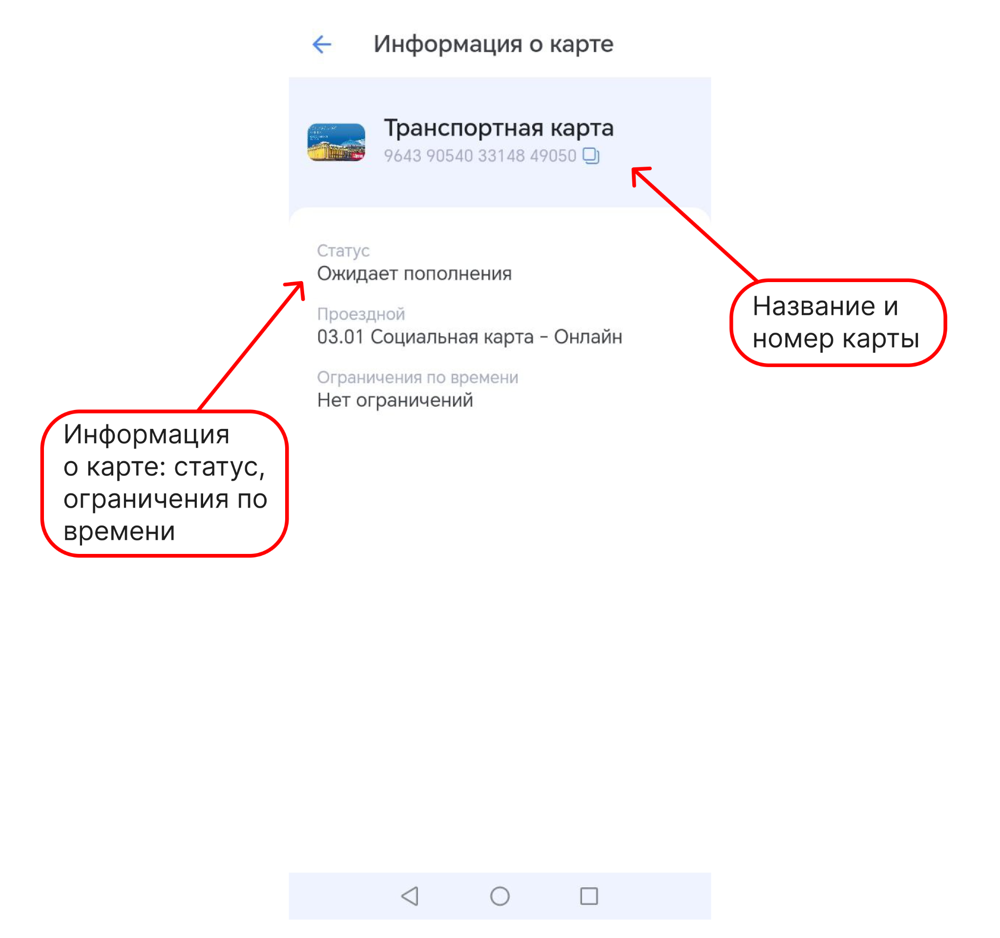 Информация о карте
Транспортная карта
9643 90540 33148 49050
Статус
Ожидает пополнения
Проездной
03.01 Социальная карта – Онлайн
Ограничения по времени
Нет ограничений
Название и
номер карты
Информация
о карте: статус,
ограничения по
времени